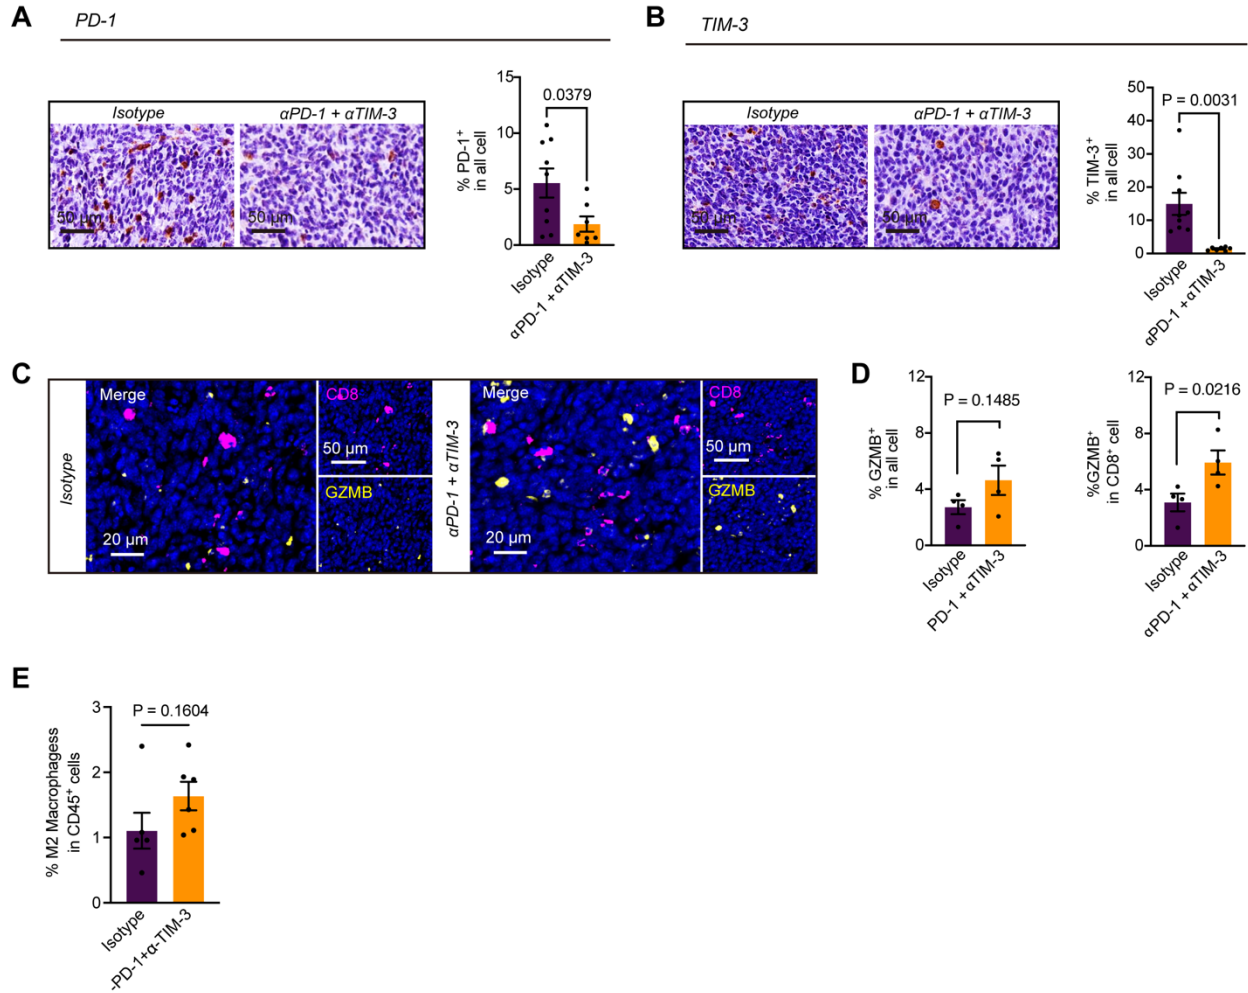 A
PD-1
Isotype
αPD-1 + αTIM-3
50 µm
50 µm
15
10
5
0
% PD-1⁺
in all cell
0.0379
Isotype
αPD-1 + αTIM-3
B
TIM-3
Isotype
αPD-1 + αTIM-3
50 µm
50 µm
50
40
30
20
10
0
% TIM-3⁺
in all cell
P = 0.0031
Isotype
αPD-1 + αTIM-3
C
Isotype
Merge
20 µm
CD8
50 µm
GZMB
αPD-1 + αTIM-3
Merge
20 µm
CD8
50 µm
GZMB
D
12
8
4
0
% GZMB⁺
in all cell
P = 0.1485
Isotype
PD-1 + αTIM-3
12
8
4
0
%GZMB⁺
in CD8⁺ cell
P = 0.0216
Isotype
αPD-1 + αTIM-3
E
3
2
1
0
% M2 Macrophagess
in CD45⁺ cells
P = 0.1604
Isotype
-PD-1+α-TIM-3